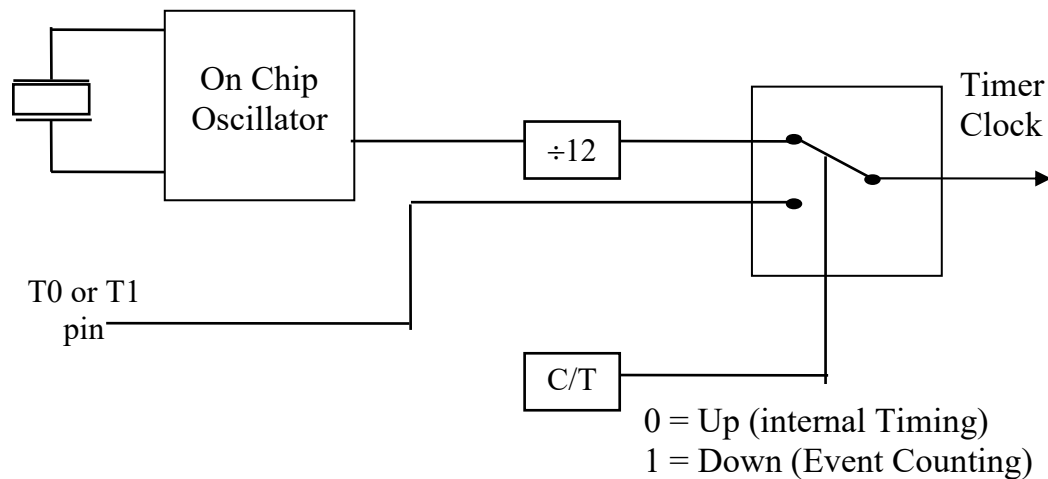 On Chip
Oscillator
÷12
Timer
Clock
T0 or T1
pin
C/T
0 = Up (internal Timing)
1 = Down (Event Counting)